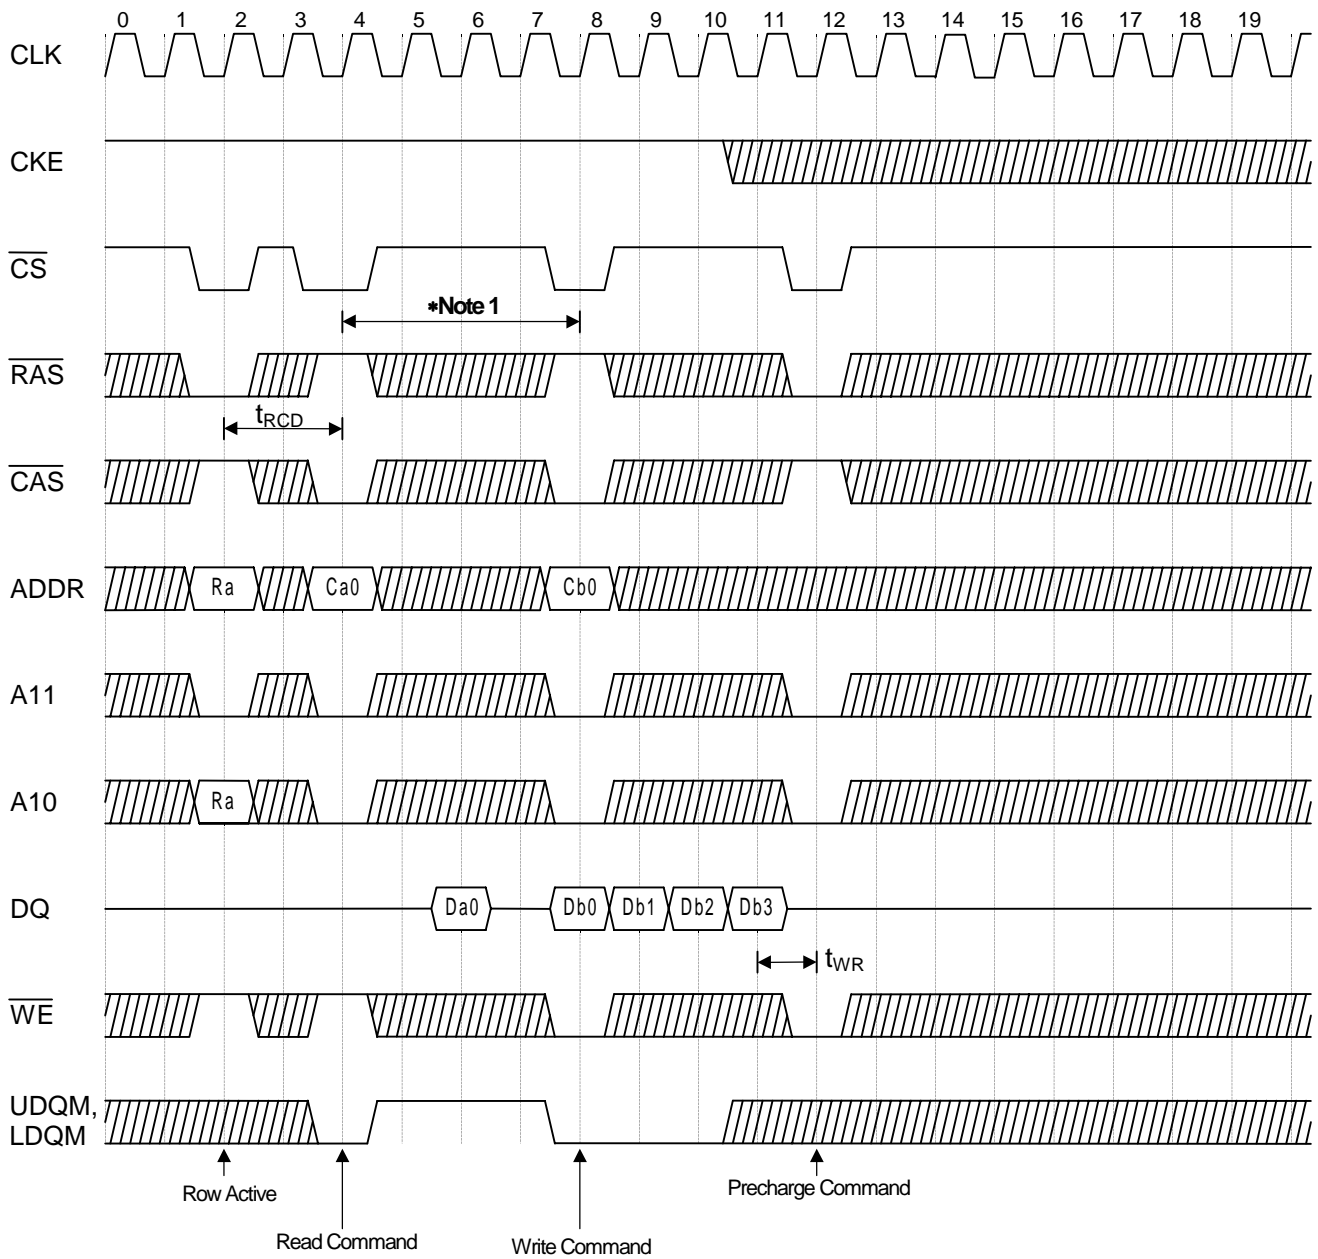 0 1 2 3 4 5 6 7 8 9 10 11 12 13 14 15 16 17 18 19
CLK
CKE
CS
*Note 1
RAS
tRCD
CAS
ADDR Ra Ca0 Cb0
A11
A10 Ra
DQ Da0 Db0 Db1 Db2 Db3
tWR
WE
UDQM,
LDQM
Row Active
Precharge Command
Read Command
Write Command